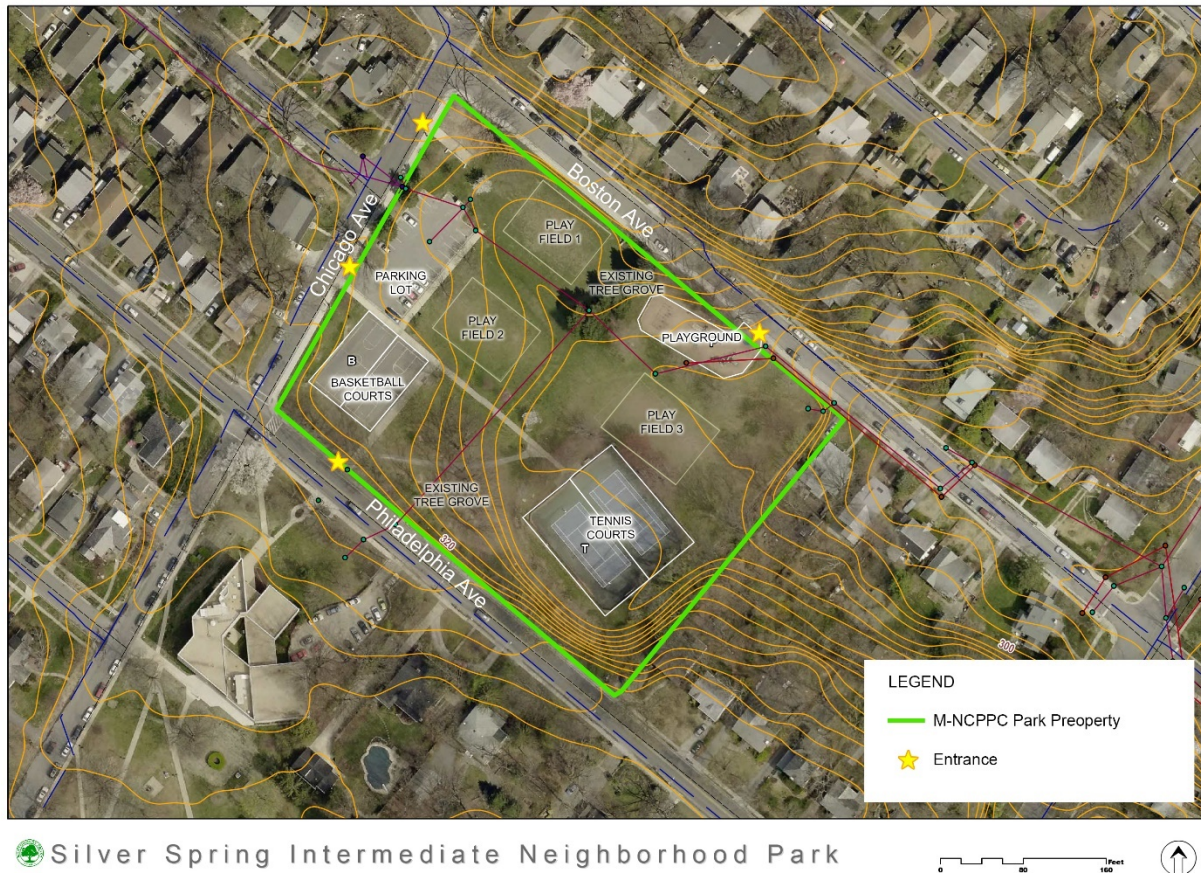 Boston Ave
Chicago Ave
PLAY
FIELD 1
PARKING
LOT
EXISTING
TREE GROVE
PLAY
FIELD 2
PLAYGROUND
B
BASKETBALL
COURTS
PLAY
FIELD 3
EXISTING
TREE GROVE
TENNIS
COURTS
T
320
Philadelphia Ave
300
LEGEND
M-NCPPC Park Preoperty
Entrance
Silver Spring Intermediate Neighborhood Park
Feet
0 80 160